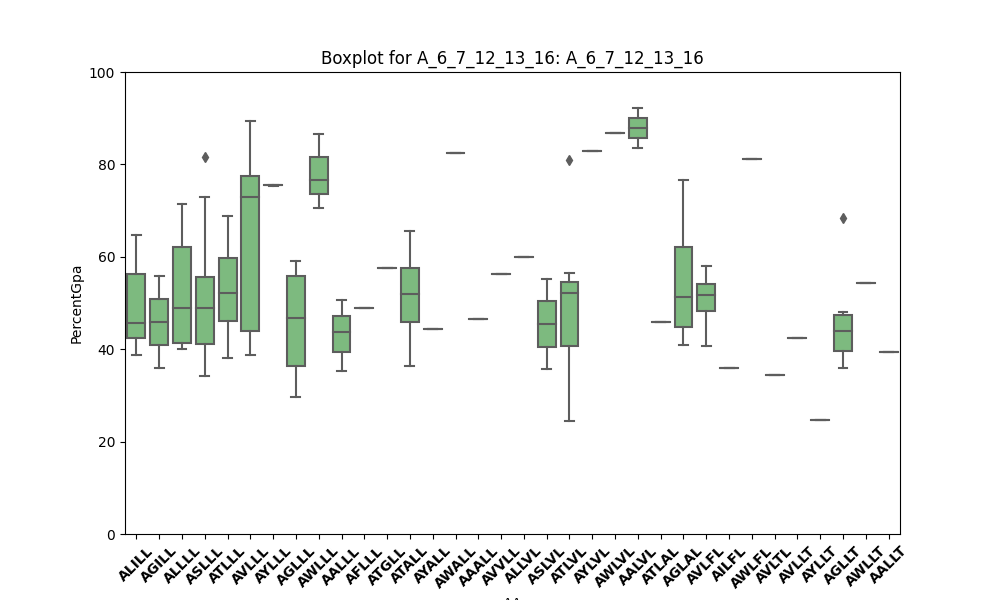 Boxplot for A_6_7_12_13_16: A_6_7_12_13_16
PercentGpa
100
80
60
40
20
0
ALILL
AGILL
ALLLL
ASLLL
ATLLL
AVLLL
AYLLL
AGLLL
AWLLL
AALLL
AFLLL
ATGLL
ATALL
AYALL
AWALL
AAALL
AVVLL
ALLVL
ASLVL
ATLVL
AYLVL
AWLVL
AALVL
ATLAL
AGLAL
AVLFL
AILFL
AWLFL
AVLTL
AVLLT
AYLLT
AGLLT
AWLLT
AALLT